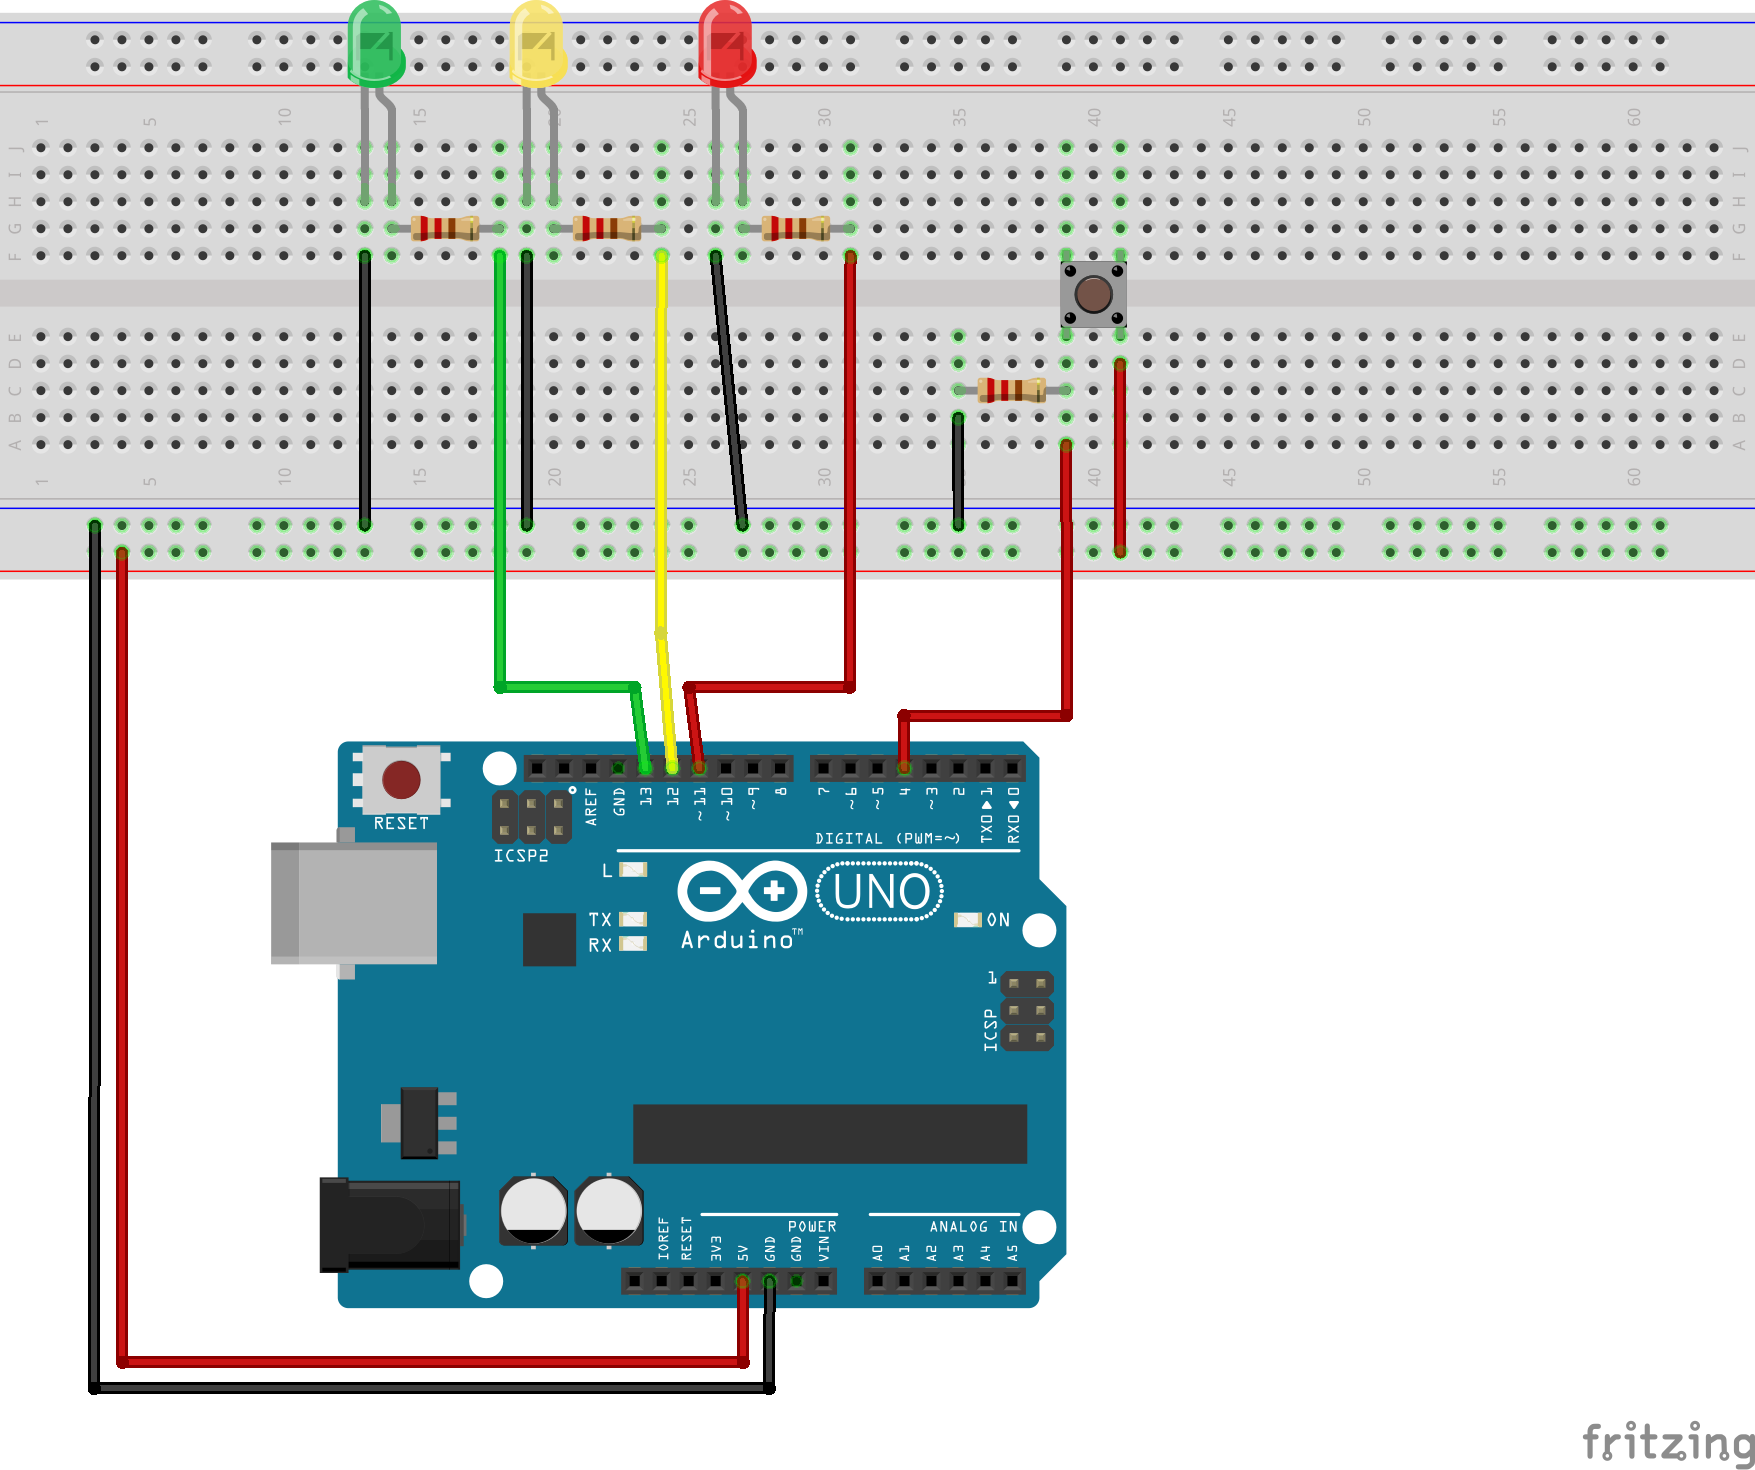 1 5 10 15 20 25 30 35 40 45 50 55 60
J J
I I
H H
G G
F F
E E
D D
C C
B B
A A
1 5 10 15 20 25 30 35 40 45 50 55 60
RESET
AREF GND 13 12 ~11 ~10 ~9 8 7 ~6 ~5 4 ~3 2 TX0▶1 RX0◀0
ICSP2
DIGITAL (PWM=~)
L
UNO
TX
ON
RX
Arduino™
1
ICSP
IOREF RESET 3V3 5V GND GND VIN A0 A1 A2 A3 A4 A5
POWER
ANALOG IN
fritzing